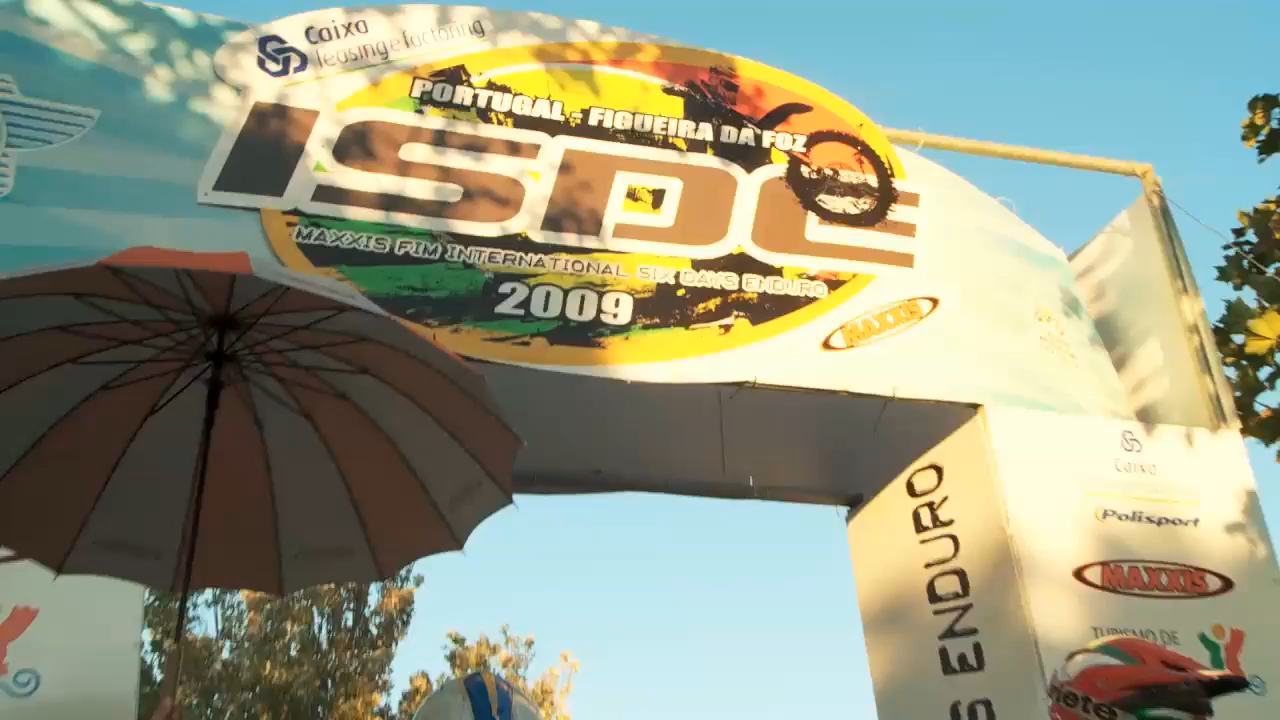 Caixa
leasing e factoring
PORTUGAL - FIGUEIRA DA FOZ
ISDE
MAXXIS FIM INTERNATIONAL SIX DAYS ENDURO
2009
MAXXIS
S ENDURO
Caixa
Polisport
MAXXIS
TURISMO DE